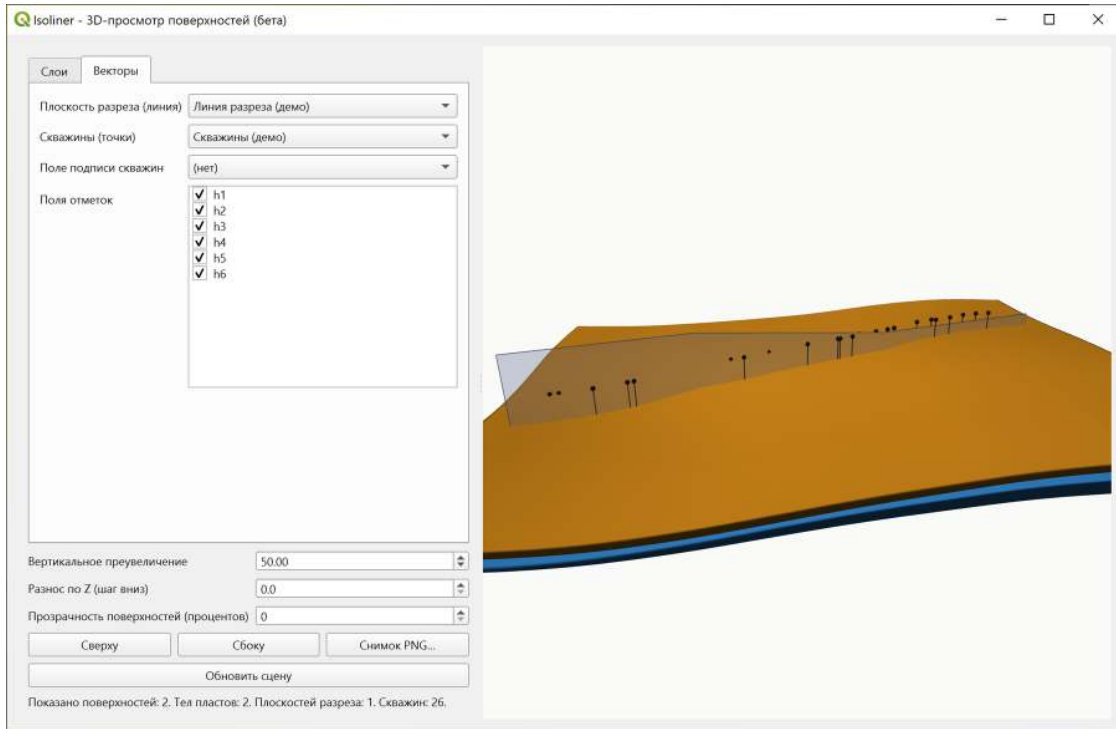 Isoliner - 3D-просмотр поверхностей (бета)
Слои Векторы
Плоскость разреза (линия) Линия разреза (демо)
Скважины (точки) Скважины (демо)
Поле подписи скважин (нет)
Поля отметок
h1
h2
h3
h4
h5
h6
Вертикальное преувеличение 50.00
Разнос по Z (шаг вниз) 0.0
Прозрачность поверхностей (процентов) 0
Сверху Сбоку Снимок PNG...
Обновить сцену
Показано поверхностей: 2. Тел пластов: 2. Плоскостей разреза: 1. Скважин: 26.